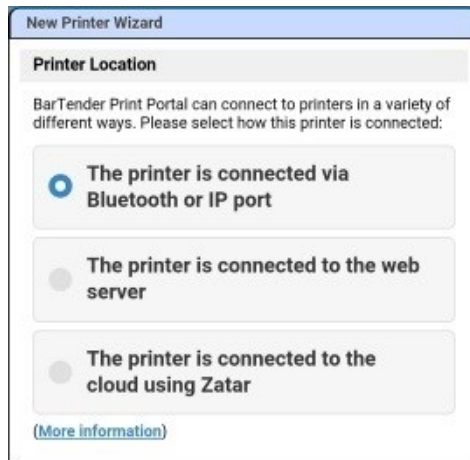 New Printer Wizard
Printer Location
BarTender Print Portal can connect to printers in a variety of
different ways. Please select how this printer is connected:
The printer is connected via
Bluetooth or IP port
The printer is connected to the web
server
The printer is connected to the
cloud using Zatar
(More information)